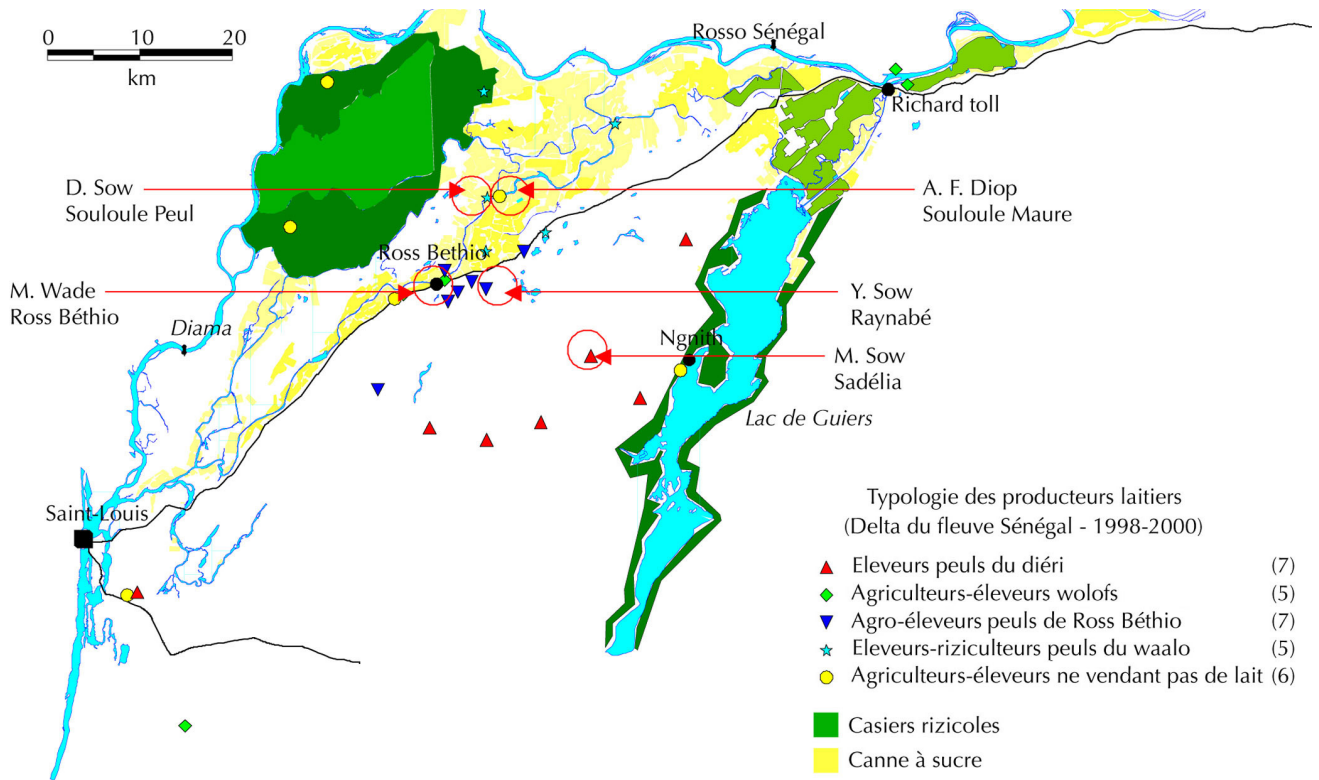 0 10 20
km
Rosso Sénégal
Richard toll
D. Sow
Souloule Peul
A. F. Diop
Souloule Maure
Ross Bethio
M. Wade
Ross Béthio
Y. Sow
Raynabé
Diama
Ngnith
M. Sow
Sadélia
Lac de Guiers
Saint-Louis
Typologie des producteurs laitiers
(Delta du fleuve Sénégal - 1998-2000)
Eleveurs peuls du diéri (7)
Agriculteurs-éleveurs wolofs (5)
Agro-éleveurs peuls de Ross Béthio (7)
Eleveurs-riziculteurs peuls du waalo (5)
Agriculteurs-éleveurs ne vendant pas de lait (6)
Casiers rizicoles
Canne à sucre